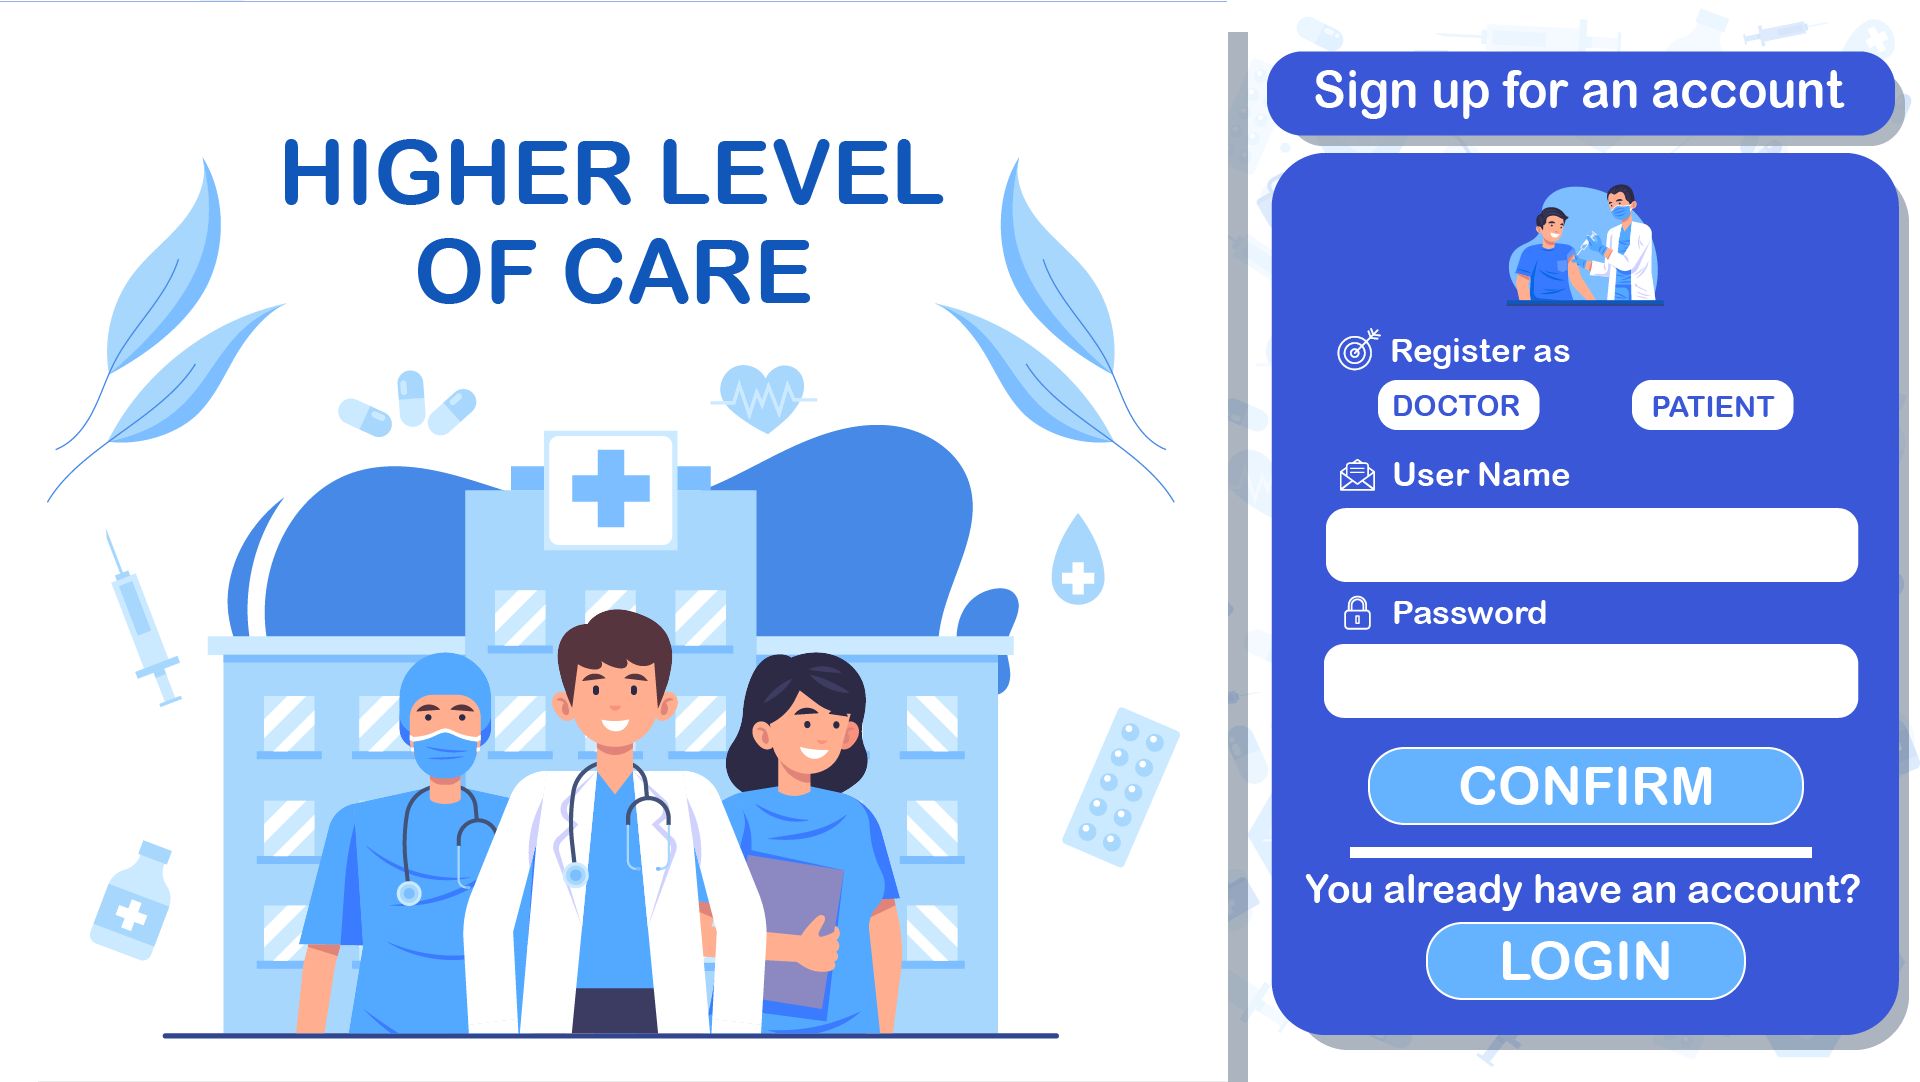 HIGHER LEVEL
OF CARE
Sign up for an account
Register as
DOCTOR
PATIENT
User Name
Password
CONFIRM
You already have an account?
LOGIN